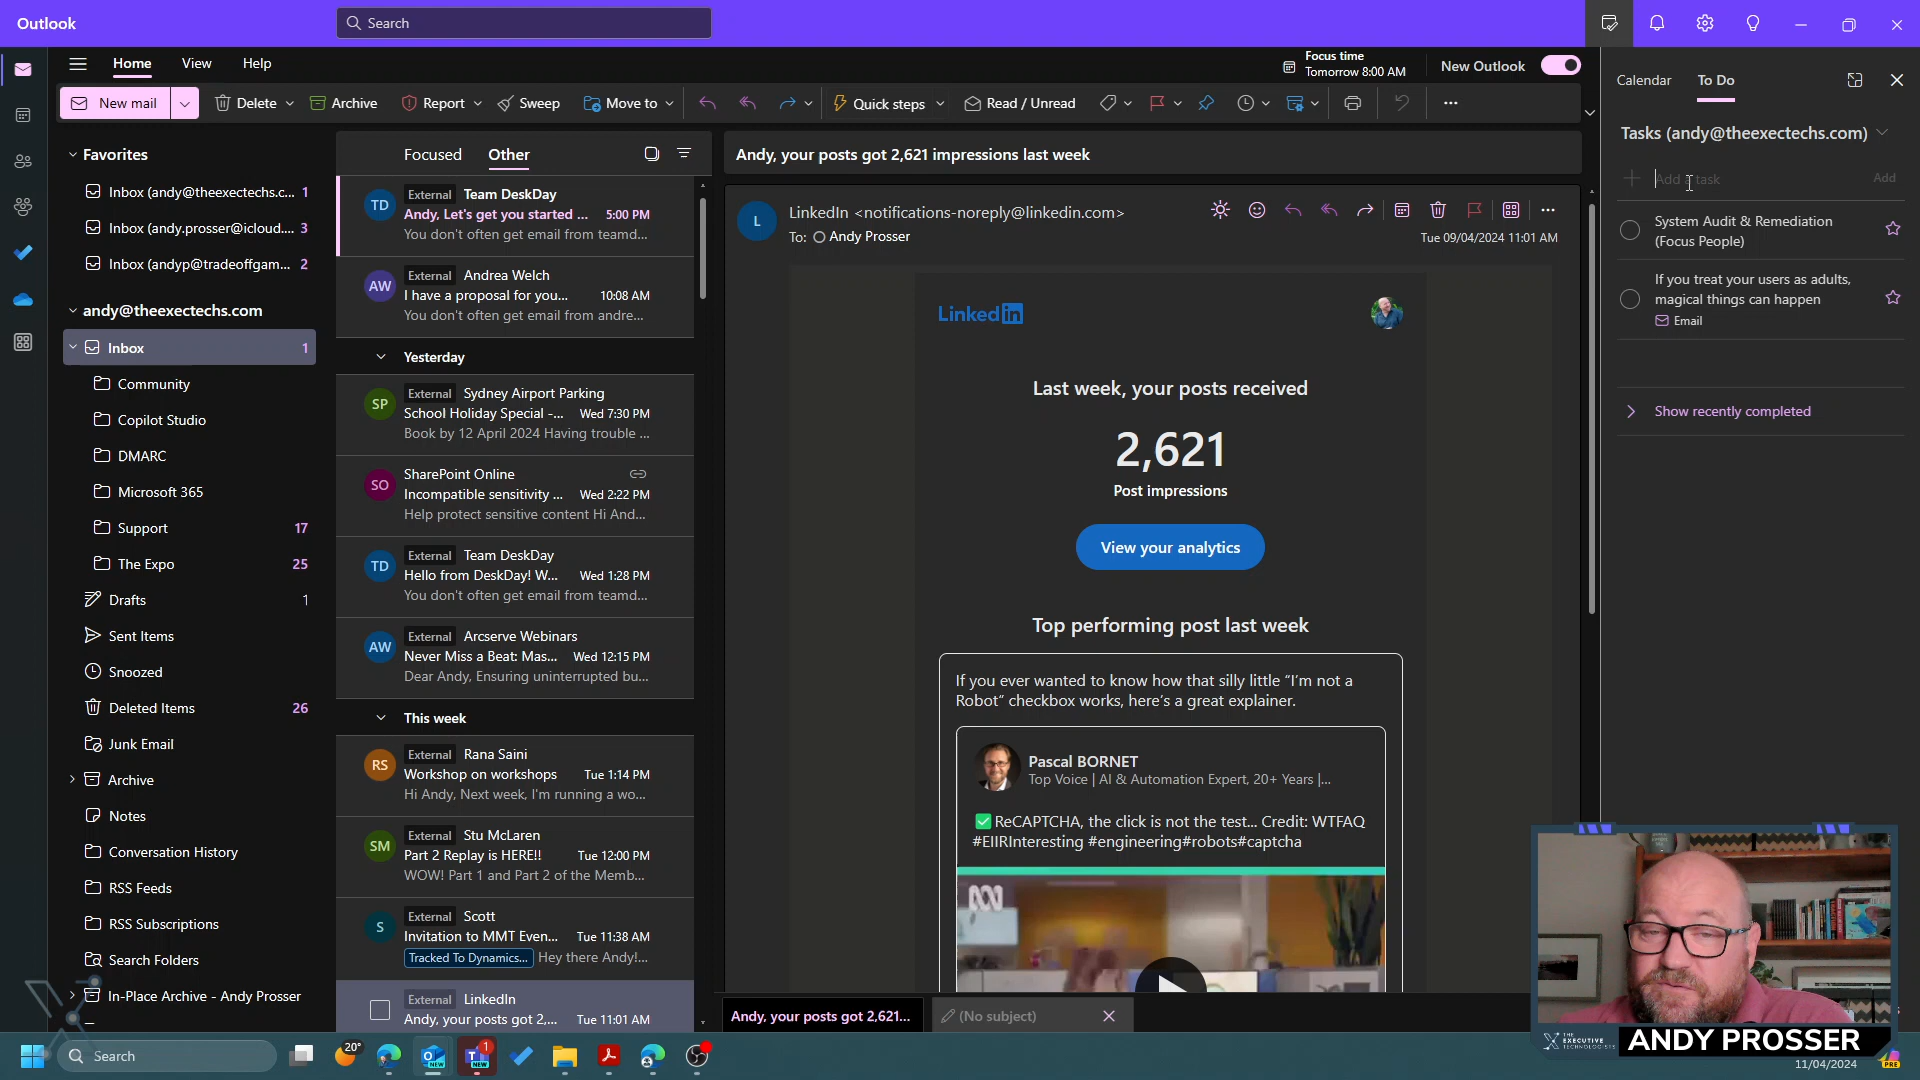 Outlook
Search
Home
View
Help
Focus time
Tomorrow 8:00 AM
New Outlook
New mail
Delete
Archive
Report
Sweep
Move to
Quick steps
Read / Unread
Favorites
Inbox (andy@theexectechs.c... 1
Inbox (andy.prosser@icloud.... 3
Inbox (andyp@tradeoffgam... 2
andy@theexectechs.com
Inbox 1
Community
Copilot Studio
DMARC
Microsoft 365
Support 17
The Expo 25
Drafts 1
Sent Items
Snoozed
Deleted Items 26
Junk Email
Archive
Notes
Conversation History
RSS Feeds
RSS Subscriptions
Search Folders
In-Place Archive - Andy Prosser
Focused Other
TD
External Team DeskDay
Andy, Let's get you started ... 5:00 PM
You don't often get email from teamd...
AW
External Andrea Welch
I have a proposal for you... 10:08 AM
You don't often get email from andre...
Yesterday
SP
External Sydney Airport Parking
School Holiday Special -... Wed 7:30 PM
Book by 12 April 2024 Having trouble ...
SO
SharePoint Online
Incompatible sensitivity ... Wed 2:22 PM
Help protect sensitive content Hi And...
TD
External Team DeskDay
Hello from DeskDay! W... Wed 1:28 PM
You don't often get email from teamd...
AW
External Arcserve Webinars
Never Miss a Beat: Mas... Wed 12:15 PM
Dear Andy, Ensuring uninterrupted bu...
This week
RS
External Rana Saini
Workshop on workshops Tue 1:14 PM
Hi Andy, Next week, I'm running a wo...
SM
External Stu McLaren
Part 2 Replay is HERE!! Tue 12:00 PM
WOW! Part 1 and Part 2 of the Memb...
S
External Scott
Invitation to MMT Even... Tue 11:38 AM
Tracked To Dynamics... Hey there Andy!...
External LinkedIn
Andy, your posts got 2,... Tue 11:01 AM
Andy, your posts got 2,621 impressions last week
L
LinkedIn <notifications-noreply@linkedin.com>
To: Andy Prosser
Tue 09/04/2024 11:01 AM
LinkedIn
Last week, your posts received
2,621
Post impressions
View your analytics
Top performing post last week
If you ever wanted to know how that silly little “I’m not a
Robot” checkbox works, here’s a great explainer.
Pascal BORNET
Top Voice | AI & Automation Expert, 20+ Years |...
✅ ReCAPTCHA, the click is not the test... Credit: WTFAQ
#EIIRInteresting #engineering#robots#captcha
Andy, your posts got 2,621...
(No subject)
Calendar To Do
Tasks (andy@theexectechs.com)
Add a task Add
System Audit & Remediation
(Focus People)
If you treat your users as adults,
magical things can happen
Email
Show recently completed
THE
EXECUTIVE
TECHNOLOGISTS
ANDY PROSSER
Search
20°
NEW
1
NEW
11/04/2024
PRE